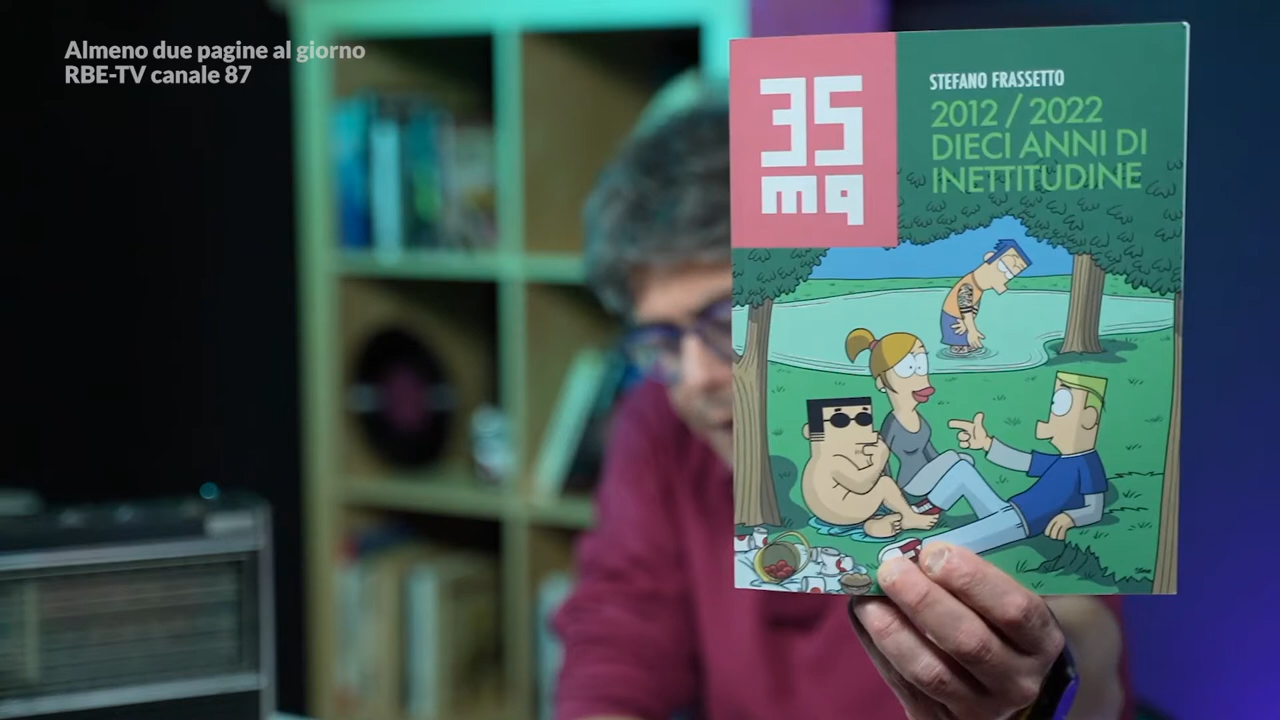 Almeno due pagine al giorno
RBE-TV canale 87
35
mq
STEFANO FRASSETTO
2012 / 2022
DIECI ANNI DI
INETTITUDINE